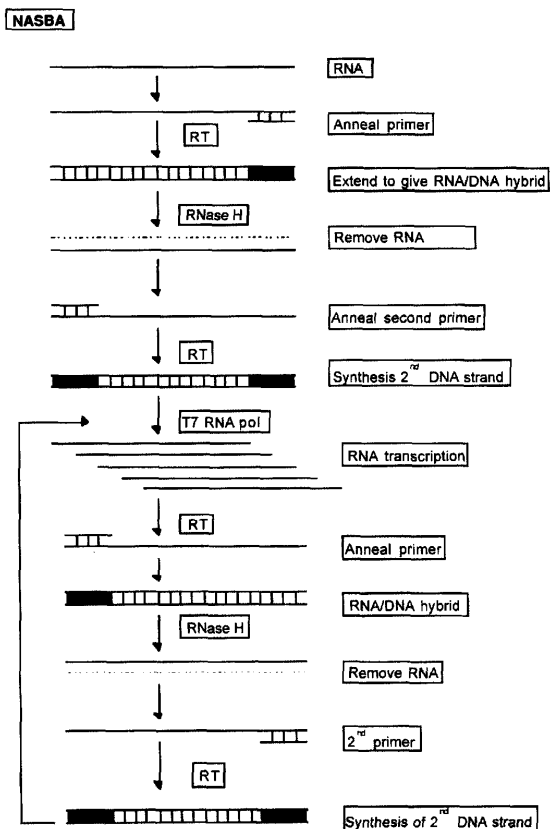 NASBA
RNA
Anneal primer
RT
Extend to give RNA/DNA hybrid
RNase H
Remove RNA
Anneal second primer
RT
Synthesis 2nd DNA strand
T7 RNA pol
RNA transcription
RT
Anneal primer
RNA/DNA hybrid
RNase H
Remove RNA
2nd primer
RT
Synthesis of 2nd DNA strand